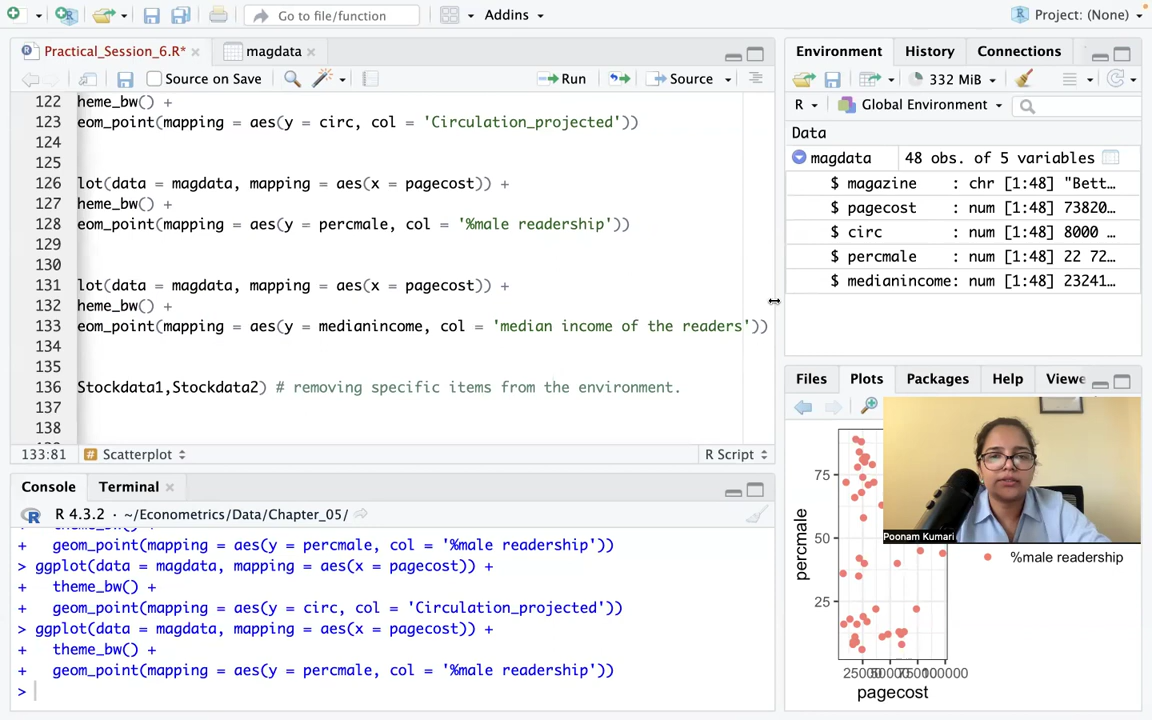 Go to file/function
Addins
Project: (None)
Practical_Session_6.R*
magdata
Source on Save
Run
Source
122 heme_bw() +
123 eom_point(mapping = aes(y = circ, col = 'Circulation_projected'))
124
125
126 lot(data = magdata, mapping = aes(x = pagecost)) +
127 heme_bw() +
128 eom_point(mapping = aes(y = percmale, col = '%male readership'))
129
130
131 lot(data = magdata, mapping = aes(x = pagecost)) +
132 heme_bw() +
133 eom_point(mapping = aes(y = medianincome, col = 'median income of the readers'))
134
135
136 Stockdata1,Stockdata2) # removing specific items from the environment.
137
138
133:81
# Scatterplot
R Script
Console
Terminal
R 4.3.2 · ~/Econometrics/Data/Chapter_05/
+ geom_point(mapping = aes(y = percmale, col = '%male readership'))
> ggplot(data = magdata, mapping = aes(x = pagecost)) +
+ theme_bw() +
+ geom_point(mapping = aes(y = circ, col = 'Circulation_projected'))
> ggplot(data = magdata, mapping = aes(x = pagecost)) +
+ theme_bw() +
+ geom_point(mapping = aes(y = percmale, col = '%male readership'))
>
Environment
History
Connections
332 MiB
R
Global Environment
Data
magdata 48 obs. of 5 variables
$ magazine : chr [1:48] "Bett…
$ pagecost : num [1:48] 73820…
$ circ : num [1:48] 8000 …
$ percmale : num [1:48] 22 72…
$ medianincome: num [1:48] 23241…
Files
Plots
Packages
Help
Viewe
75
50
25
percmale
25000 50000 75000 100000
pagecost
%male readership
Poonam Kumari